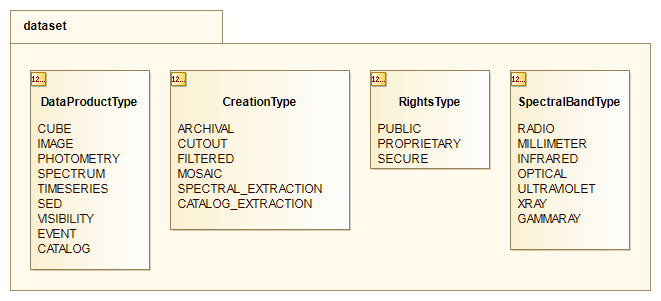 dataset
12...
DataProductType
CUBE
IMAGE
PHOTOMETRY
SPECTRUM
TIMESERIES
SED
VISIBILITY
EVENT
CATALOG
12...
CreationType
ARCHIVAL
CUTOUT
FILTERED
MOSAIC
SPECTRAL_EXTRACTION
CATALOG_EXTRACTION
12...
RightsType
PUBLIC
PROPRIETARY
SECURE
12...
SpectralBandType
RADIO
MILLIMETER
INFRARED
OPTICAL
ULTRAVIOLET
XRAY
GAMMARAY